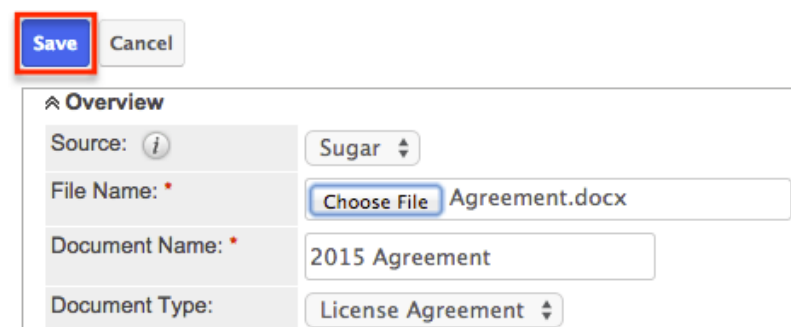 Save Cancel
Overview
Source: i Sugar
File Name: * Choose File Agreement.docx
Document Name: * 2015 Agreement
Document Type: License Agreement